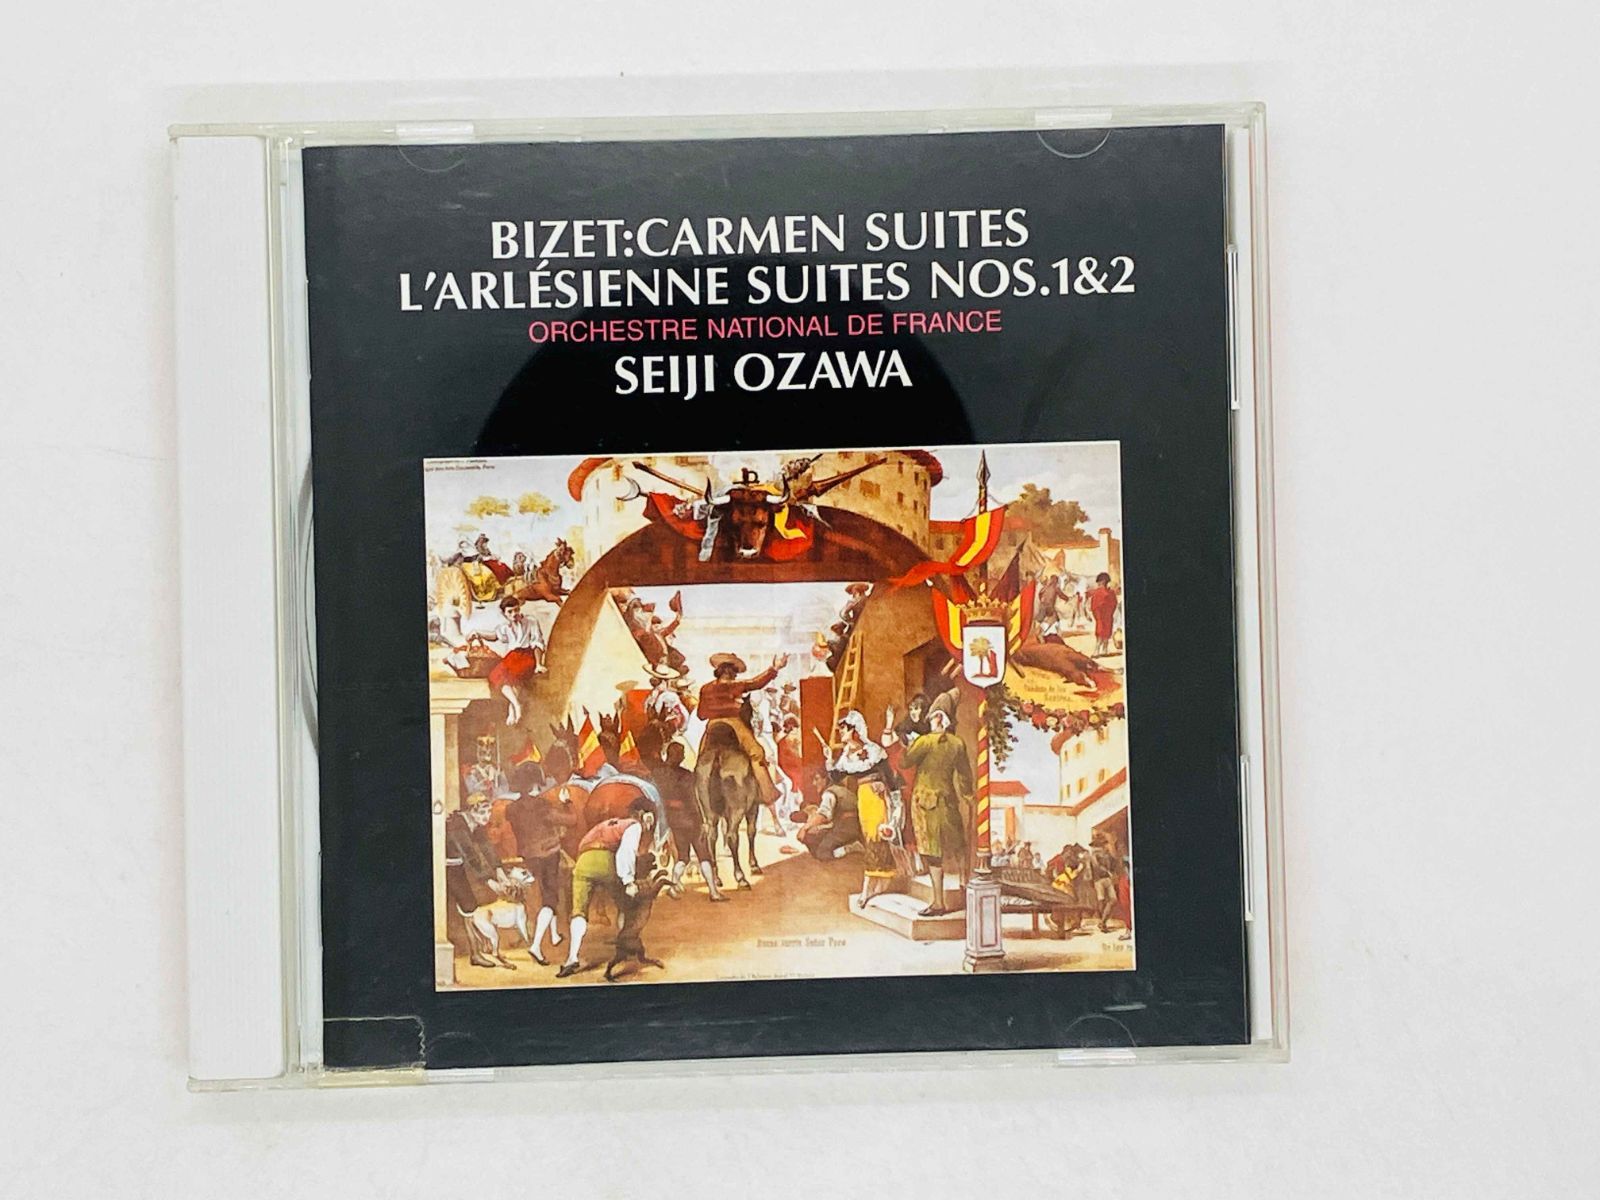 BIZET:CARMEN SUITES
L'ARLÉSIENNE SUITES NOS.1&2
ORCHESTRE NATIONAL DE FRANCE
SEIJI OZAWA